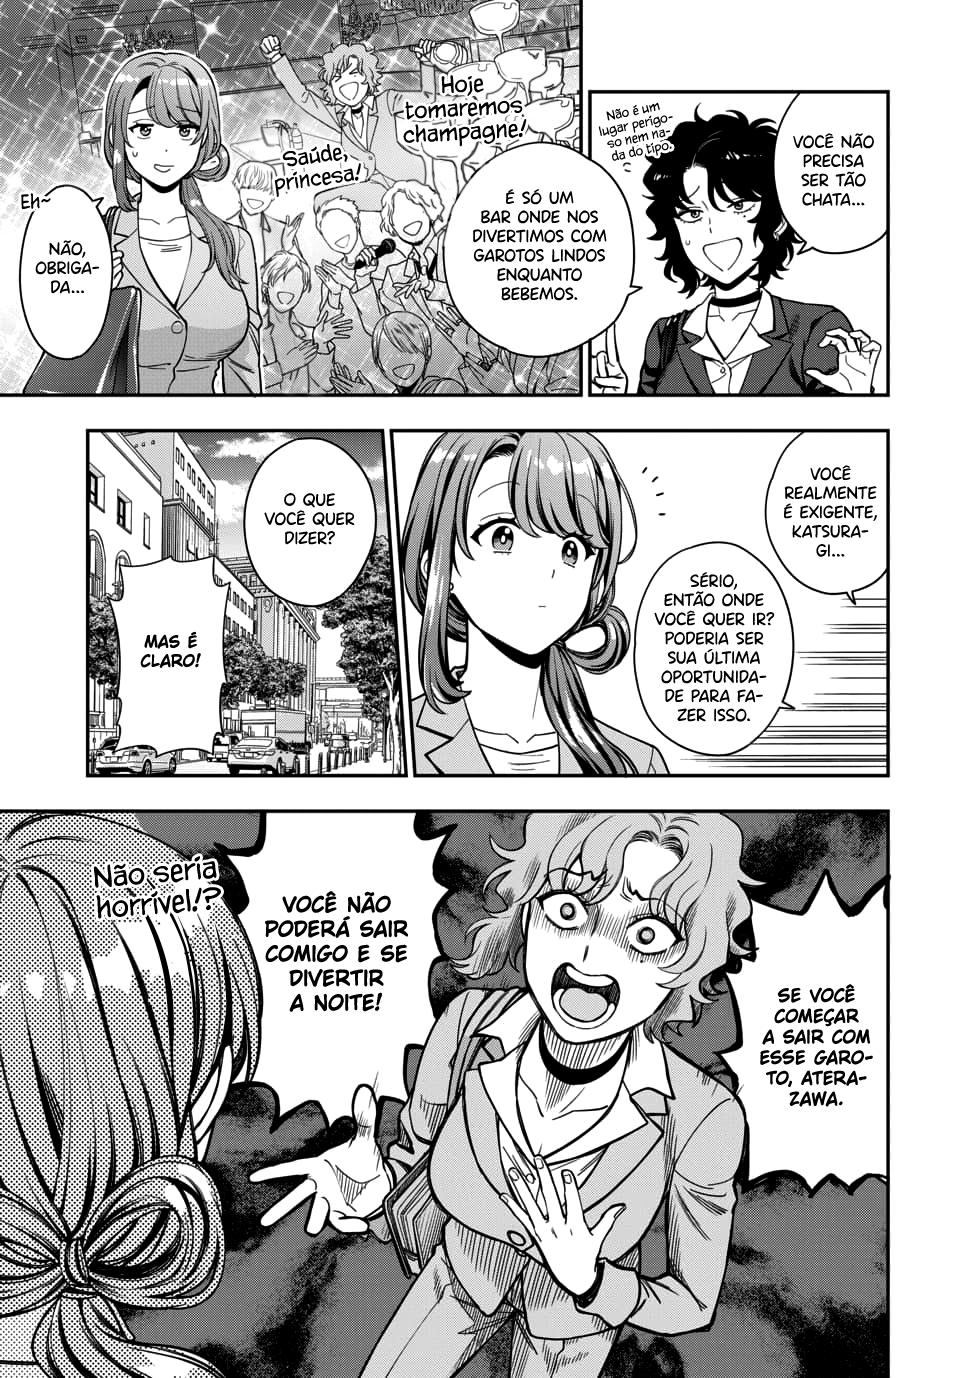 VOCÊ NÃO
PRECISA
SER TÃO
CHATA...
Não é um
lugar perigo-
so nem na-
da do tipo.
É SÓ UM
BAR ONDE NOS
DIVERTIMOS COM
GAROTOS LINDOS
ENQUANTO
BEBEMOS.
Hoje
tomaremos
champagne!
Saúde,
princesa!
Eh~
NÃO,
OBRIGA-
DA...
VOCÊ
REALMENTE
É EXIGENTE,
KATSURA-
GI...
SÉRIO,
ENTÃO ONDE
VOCÊ QUER IR?
PODERIA SER
SUA ÚLTIMA
OPORTUNIDA-
DE PARA FA-
ZER ISSO.
O QUE
VOCÊ QUER
DIZER?
MAS É
CLARO!
SE VOCÊ
COMEÇAR
A SAIR COM
ESSE GARO-
TO, ATERA-
ZAWA.
VOCÊ NÃO
PODERÁ SAIR
COMIGO E SE
DIVERTIR
A NOITE!
Não seria
horrível!?